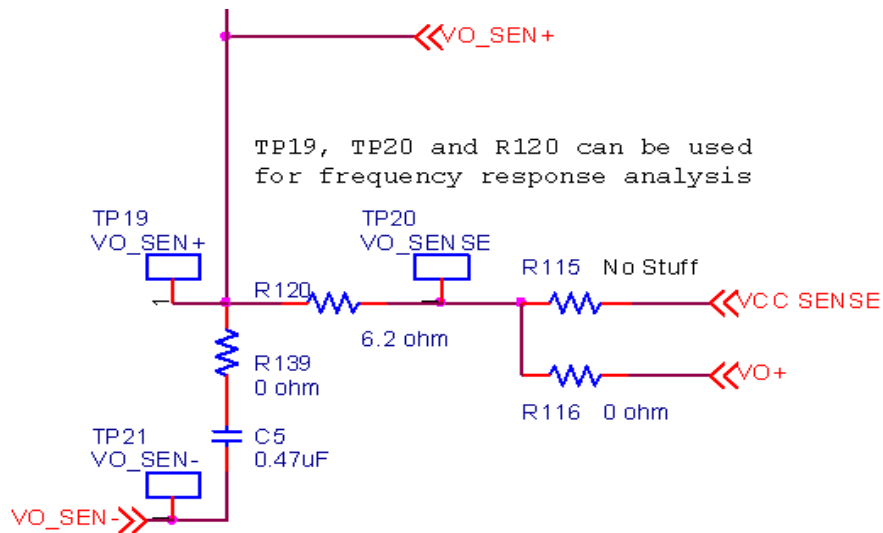 VO_SEN+
TP19, TP20 and R120 can be used
for frequency response analysis
TP19
VO_SEN+
TP20
VO_SENSE
R115 No Stuff
1
R120
1
VCC SENSE
6.2 ohm
R139
0 ohm
VO+
R116 0 ohm
TP21
VO_SEN-
C5
0.47uF
VO_SEN-
1